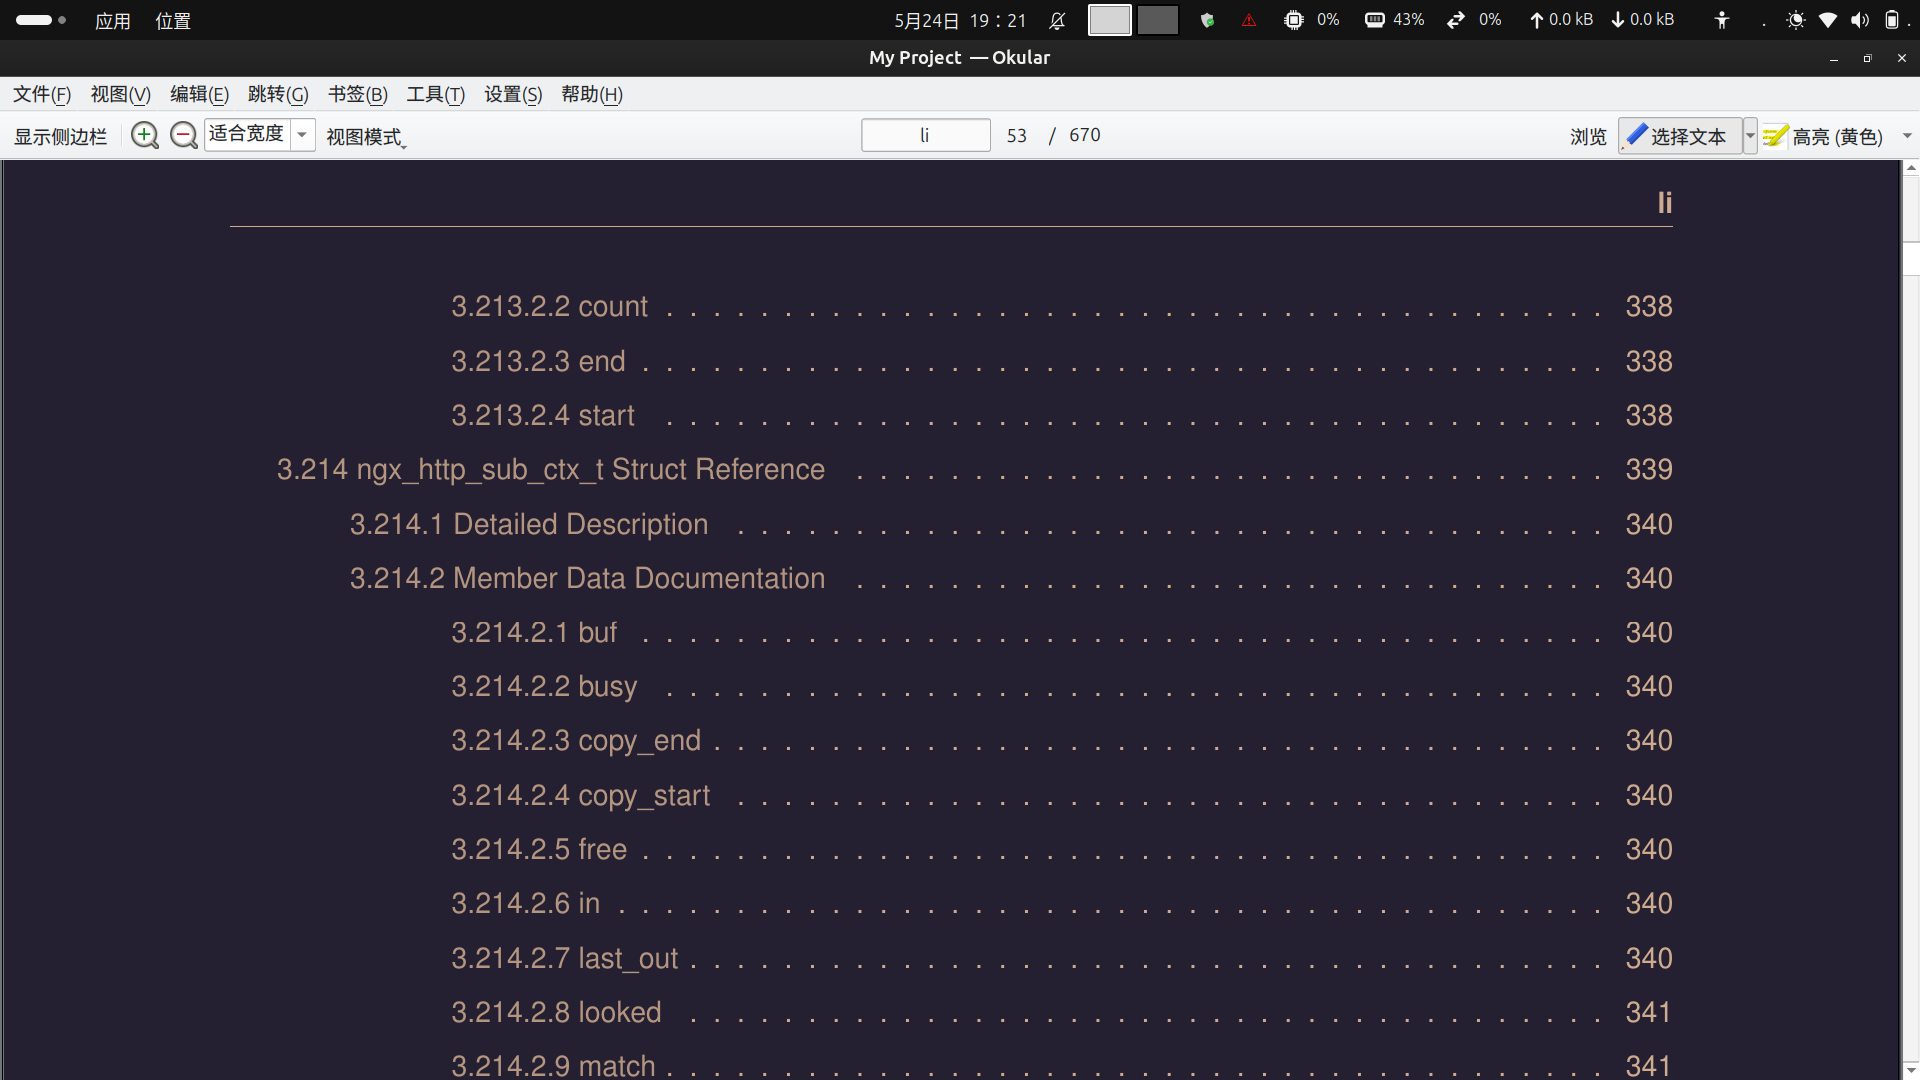 应用 位置 5月24日 19：21 0% 43% 0% 0.0 kB 0.0 kB
My Project — Okular
文件(F) 视图(V) 编辑(E) 跳转(G) 书签(B) 工具(T) 设置(S) 帮助(H)
显示侧边栏 适合宽度 视图模式 li 53 / 670 浏览 选择文本 高亮 (黄色)
li
3.213.2.2 count . . . . . . . . . . . . . . . . . . . . . . . . . . . . . . . . . . . . . . . . 338
3.213.2.3 end . . . . . . . . . . . . . . . . . . . . . . . . . . . . . . . . . . . . . . . . . 338
3.213.2.4 start . . . . . . . . . . . . . . . . . . . . . . . . . . . . . . . . . . . . . . . . 338
3.214 ngx_http_sub_ctx_t Struct Reference . . . . . . . . . . . . . . . . . . . . . . . . . . . . . . . . 339
3.214.1 Detailed Description . . . . . . . . . . . . . . . . . . . . . . . . . . . . . . . . . . . . . 340
3.214.2 Member Data Documentation . . . . . . . . . . . . . . . . . . . . . . . . . . . . . . . . 340
3.214.2.1 buf . . . . . . . . . . . . . . . . . . . . . . . . . . . . . . . . . . . . . . . . . 340
3.214.2.2 busy . . . . . . . . . . . . . . . . . . . . . . . . . . . . . . . . . . . . . . . . 340
3.214.2.3 copy_end . . . . . . . . . . . . . . . . . . . . . . . . . . . . . . . . . . . . . . 340
3.214.2.4 copy_start . . . . . . . . . . . . . . . . . . . . . . . . . . . . . . . . . . . . . 340
3.214.2.5 free . . . . . . . . . . . . . . . . . . . . . . . . . . . . . . . . . . . . . . . . . 340
3.214.2.6 in . . . . . . . . . . . . . . . . . . . . . . . . . . . . . . . . . . . . . . . . . . 340
3.214.2.7 last_out . . . . . . . . . . . . . . . . . . . . . . . . . . . . . . . . . . . . . . . 340
3.214.2.8 looked . . . . . . . . . . . . . . . . . . . . . . . . . . . . . . . . . . . . . . . 341
3.214.2.9 match . . . . . . . . . . . . . . . . . . . . . . . . . . . . . . . . . . . . . . . . 341